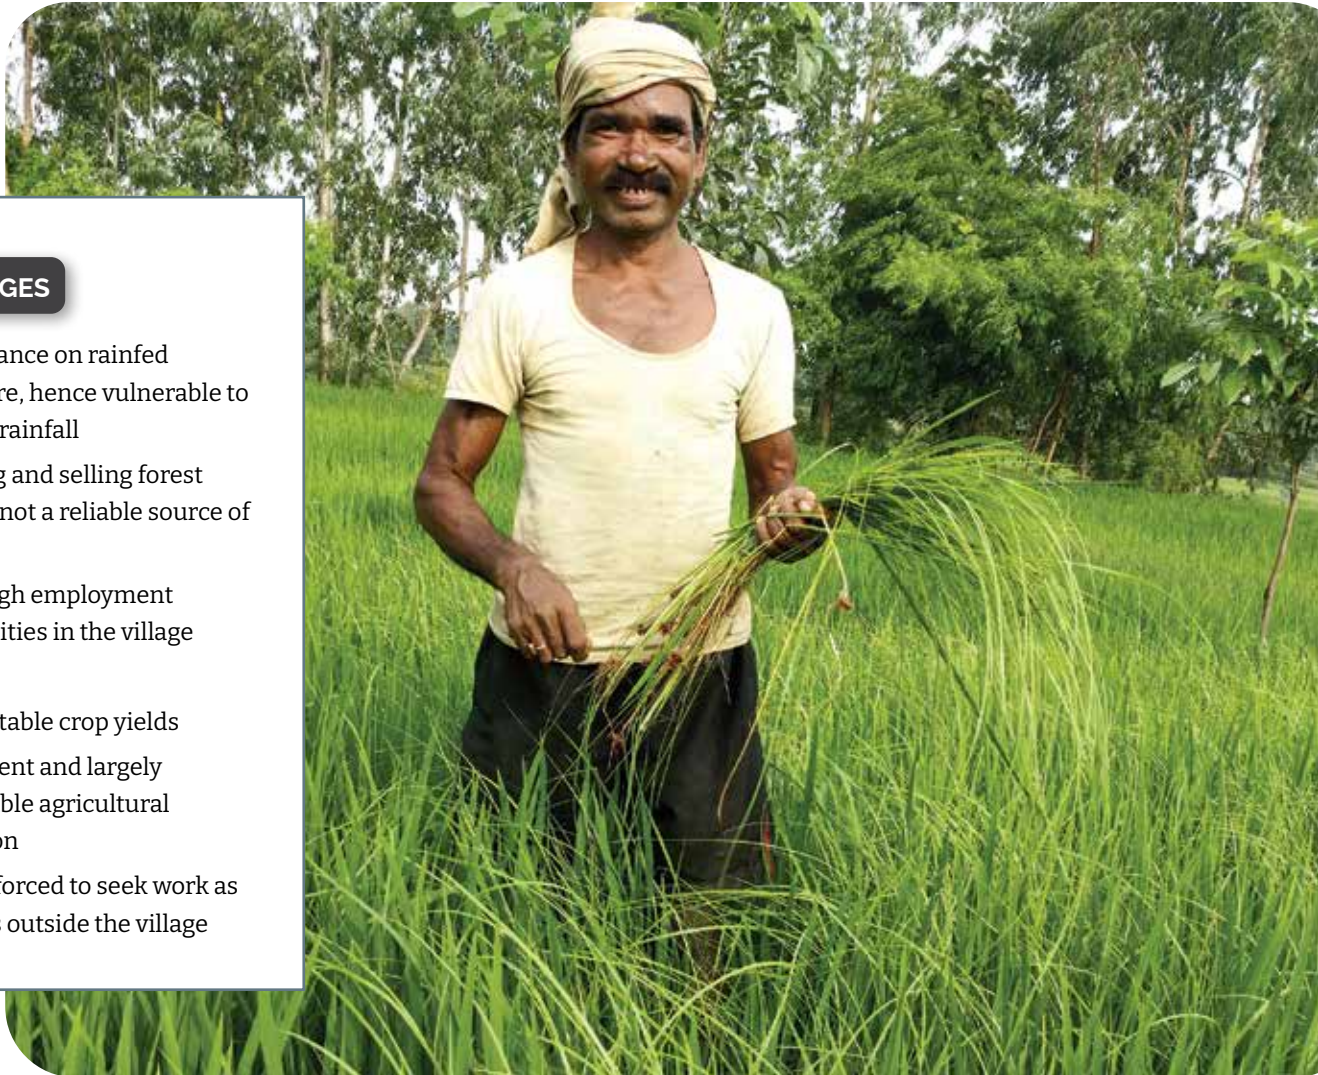 GES
ance on rainfed
re, hence vulnerable to
rainfall
g and selling forest
not a reliable source of
gh employment
ities in the village
table crop yields
ent and largely
ble agricultural
on
forced to seek work as
s outside the village